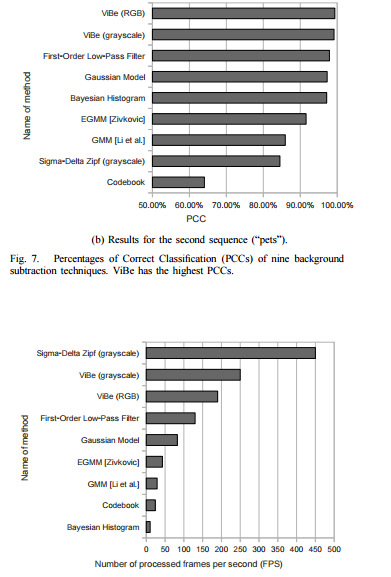 ViBe (RGB)
ViBe (grayscale)
First-Order Low-Pass Filter
Gaussian Model
Bayesian Histogram
EGMM [Zivkovic]
GMM [Li et al.]
Sigma-Delta Zipf (grayscale)
Codebook
Name of method
50.00% 60.00% 70.00% 80.00% 90.00% 100.00%
PCC
(b) Results for the second sequence (“pets”).
Fig. 7. Percentages of Correct Classification (PCCs) of nine background
subtraction techniques. ViBe has the highest PCCs.
Sigma-Delta Zipf (grayscale)
ViBe (grayscale)
ViBe (RGB)
First-Order Low-Pass Filter
Gaussian Model
EGMM [Zivkovic]
GMM [Li et al.]
Codebook
Bayesian Histogram
Name of method
0 50 100 150 200 250 300 350 400 450 500
Number of processed frames per second (FPS)